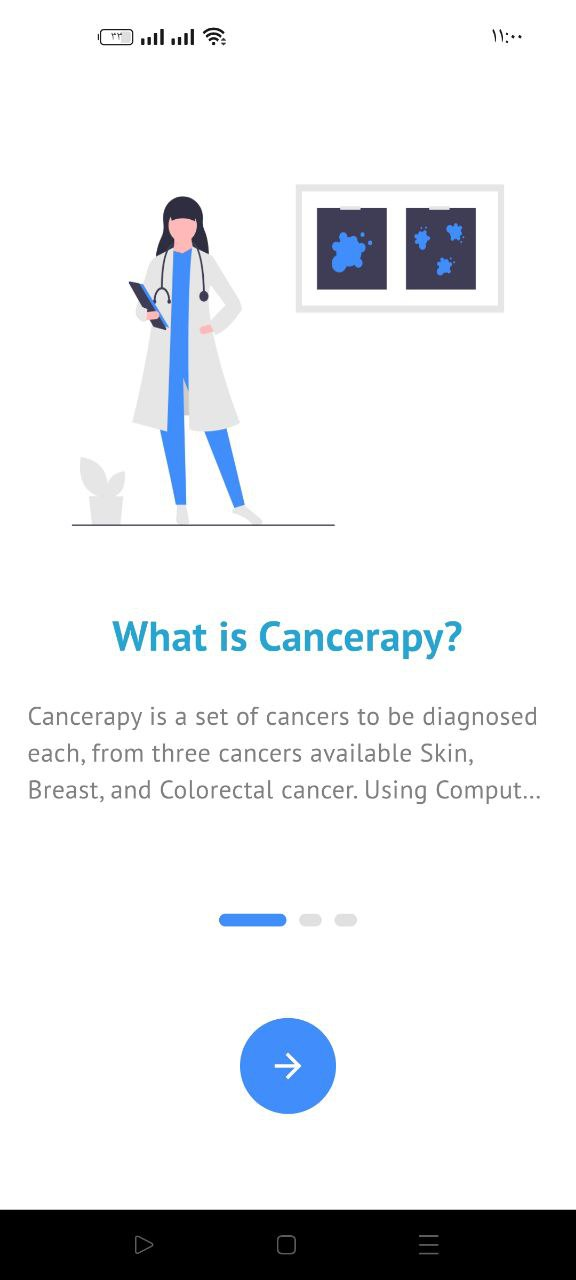 ٣٣
١١:٠٠
What is Cancerapy?
Cancerapy is a set of cancers to be diagnosed
each, from three cancers available Skin,
Breast, and Colorectal cancer. Using Comput...